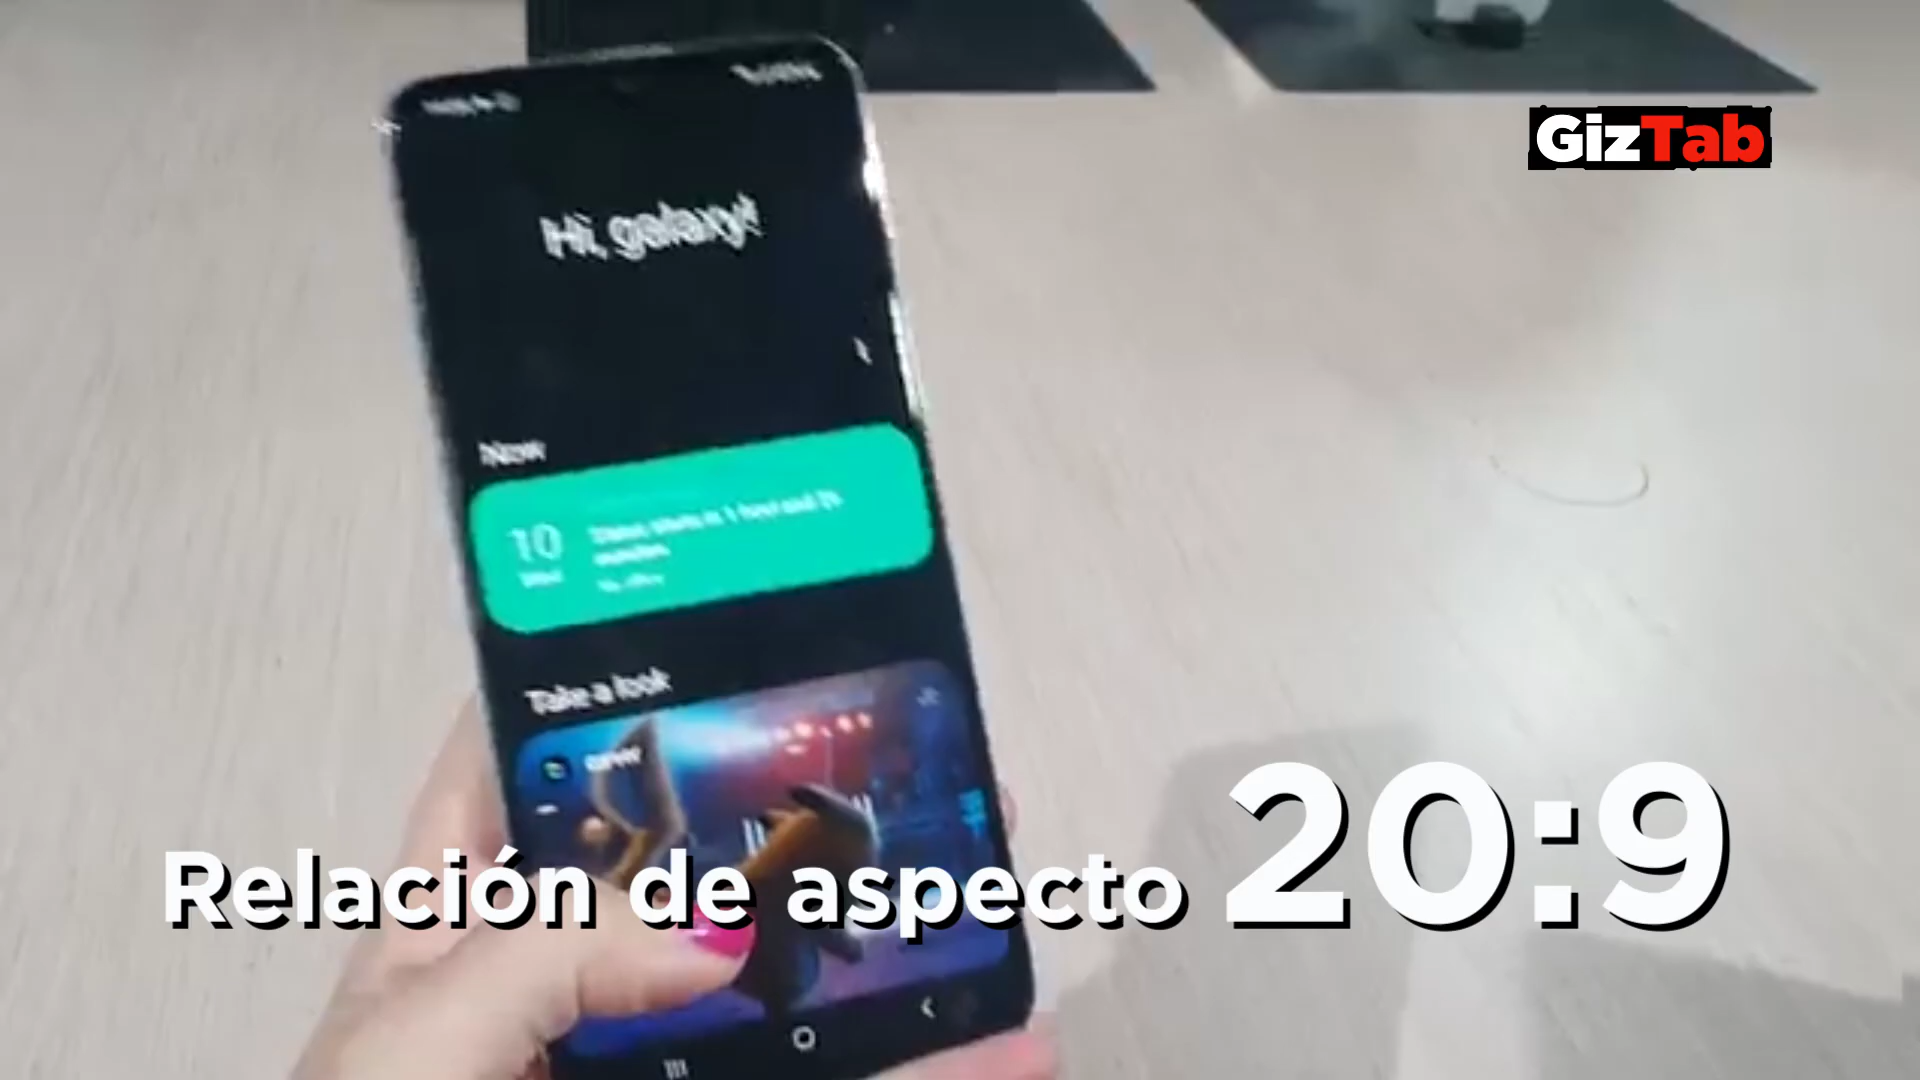 GizTab
Hi, galaxy!
Now
10
Take a look
Relación de aspecto 20:9